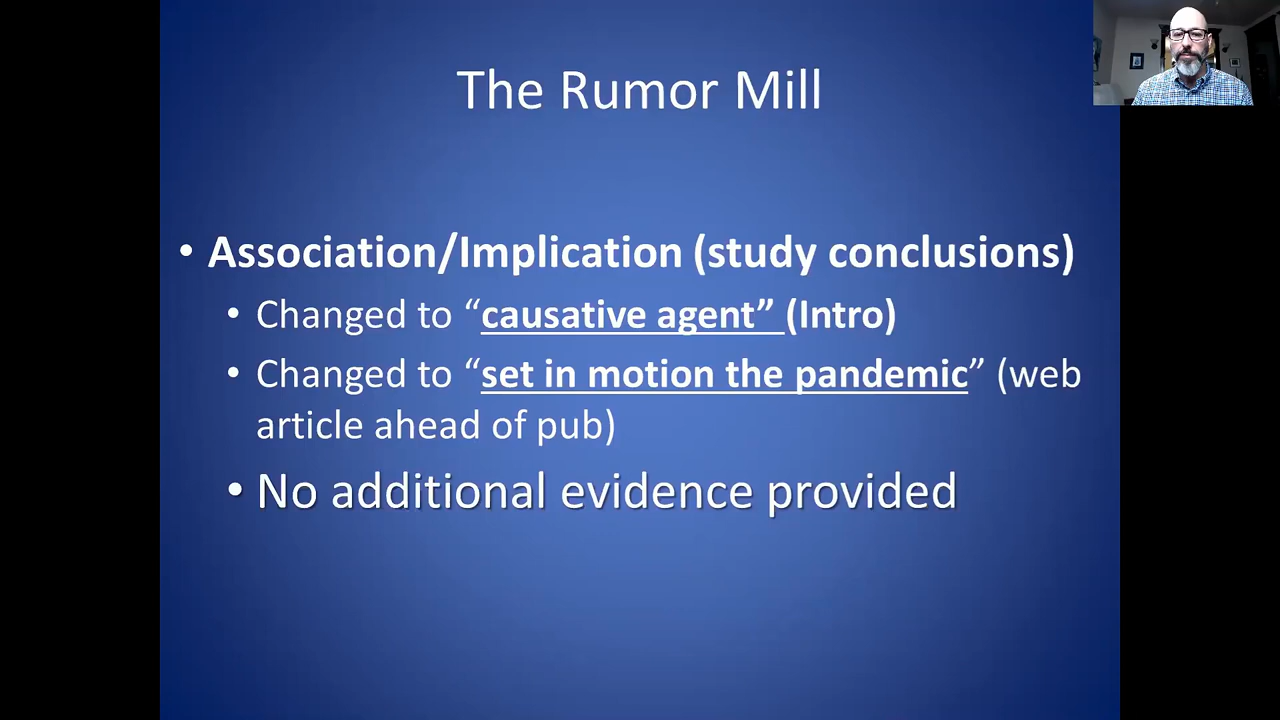 The Rumor Mill
• Association/Implication (study conclusions)
• Changed to “causative agent” (Intro)
• Changed to “set in motion the pandemic” (web
article ahead of pub)
• No additional evidence provided